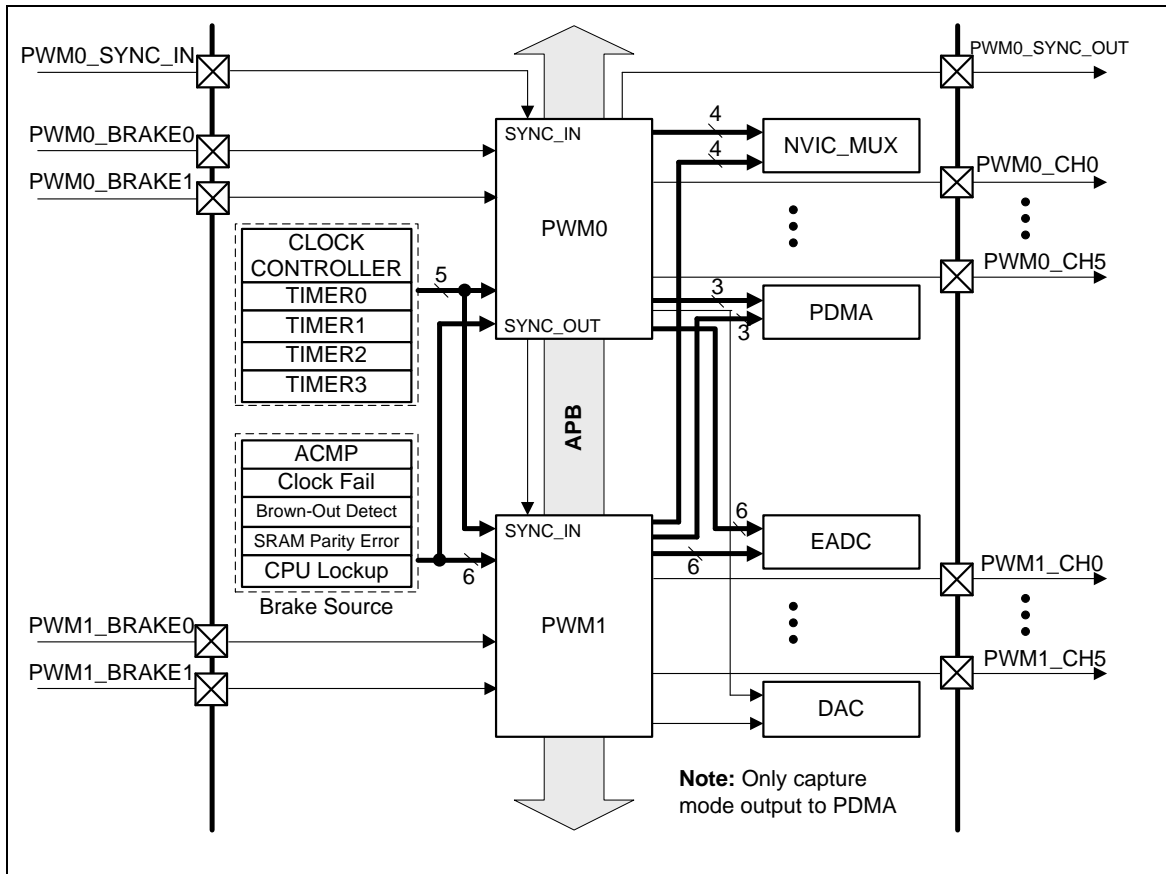 PWM0_SYNC_IN
PWM0_SYNC_OUT
PWM0_BRAKE0
PWM0_BRAKE1
SYNC_IN
PWM0
SYNC_OUT
4
4
NVIC_MUX
PWM0_CH0
PWM0_CH5
CLOCK
CONTROLLER
TIMER0
TIMER1
TIMER2
TIMER3
5
3
3
PDMA
APB
ACMP
Clock Fail
Brown-Out Detect
SRAM Parity Error
CPU Lockup
Brake Source
6
SYNC_IN
PWM1
6
6
EADC
PWM1_CH0
PWM1_CH5
PWM1_BRAKE0
PWM1_BRAKE1
DAC
Note: Only capture
mode output to PDMA